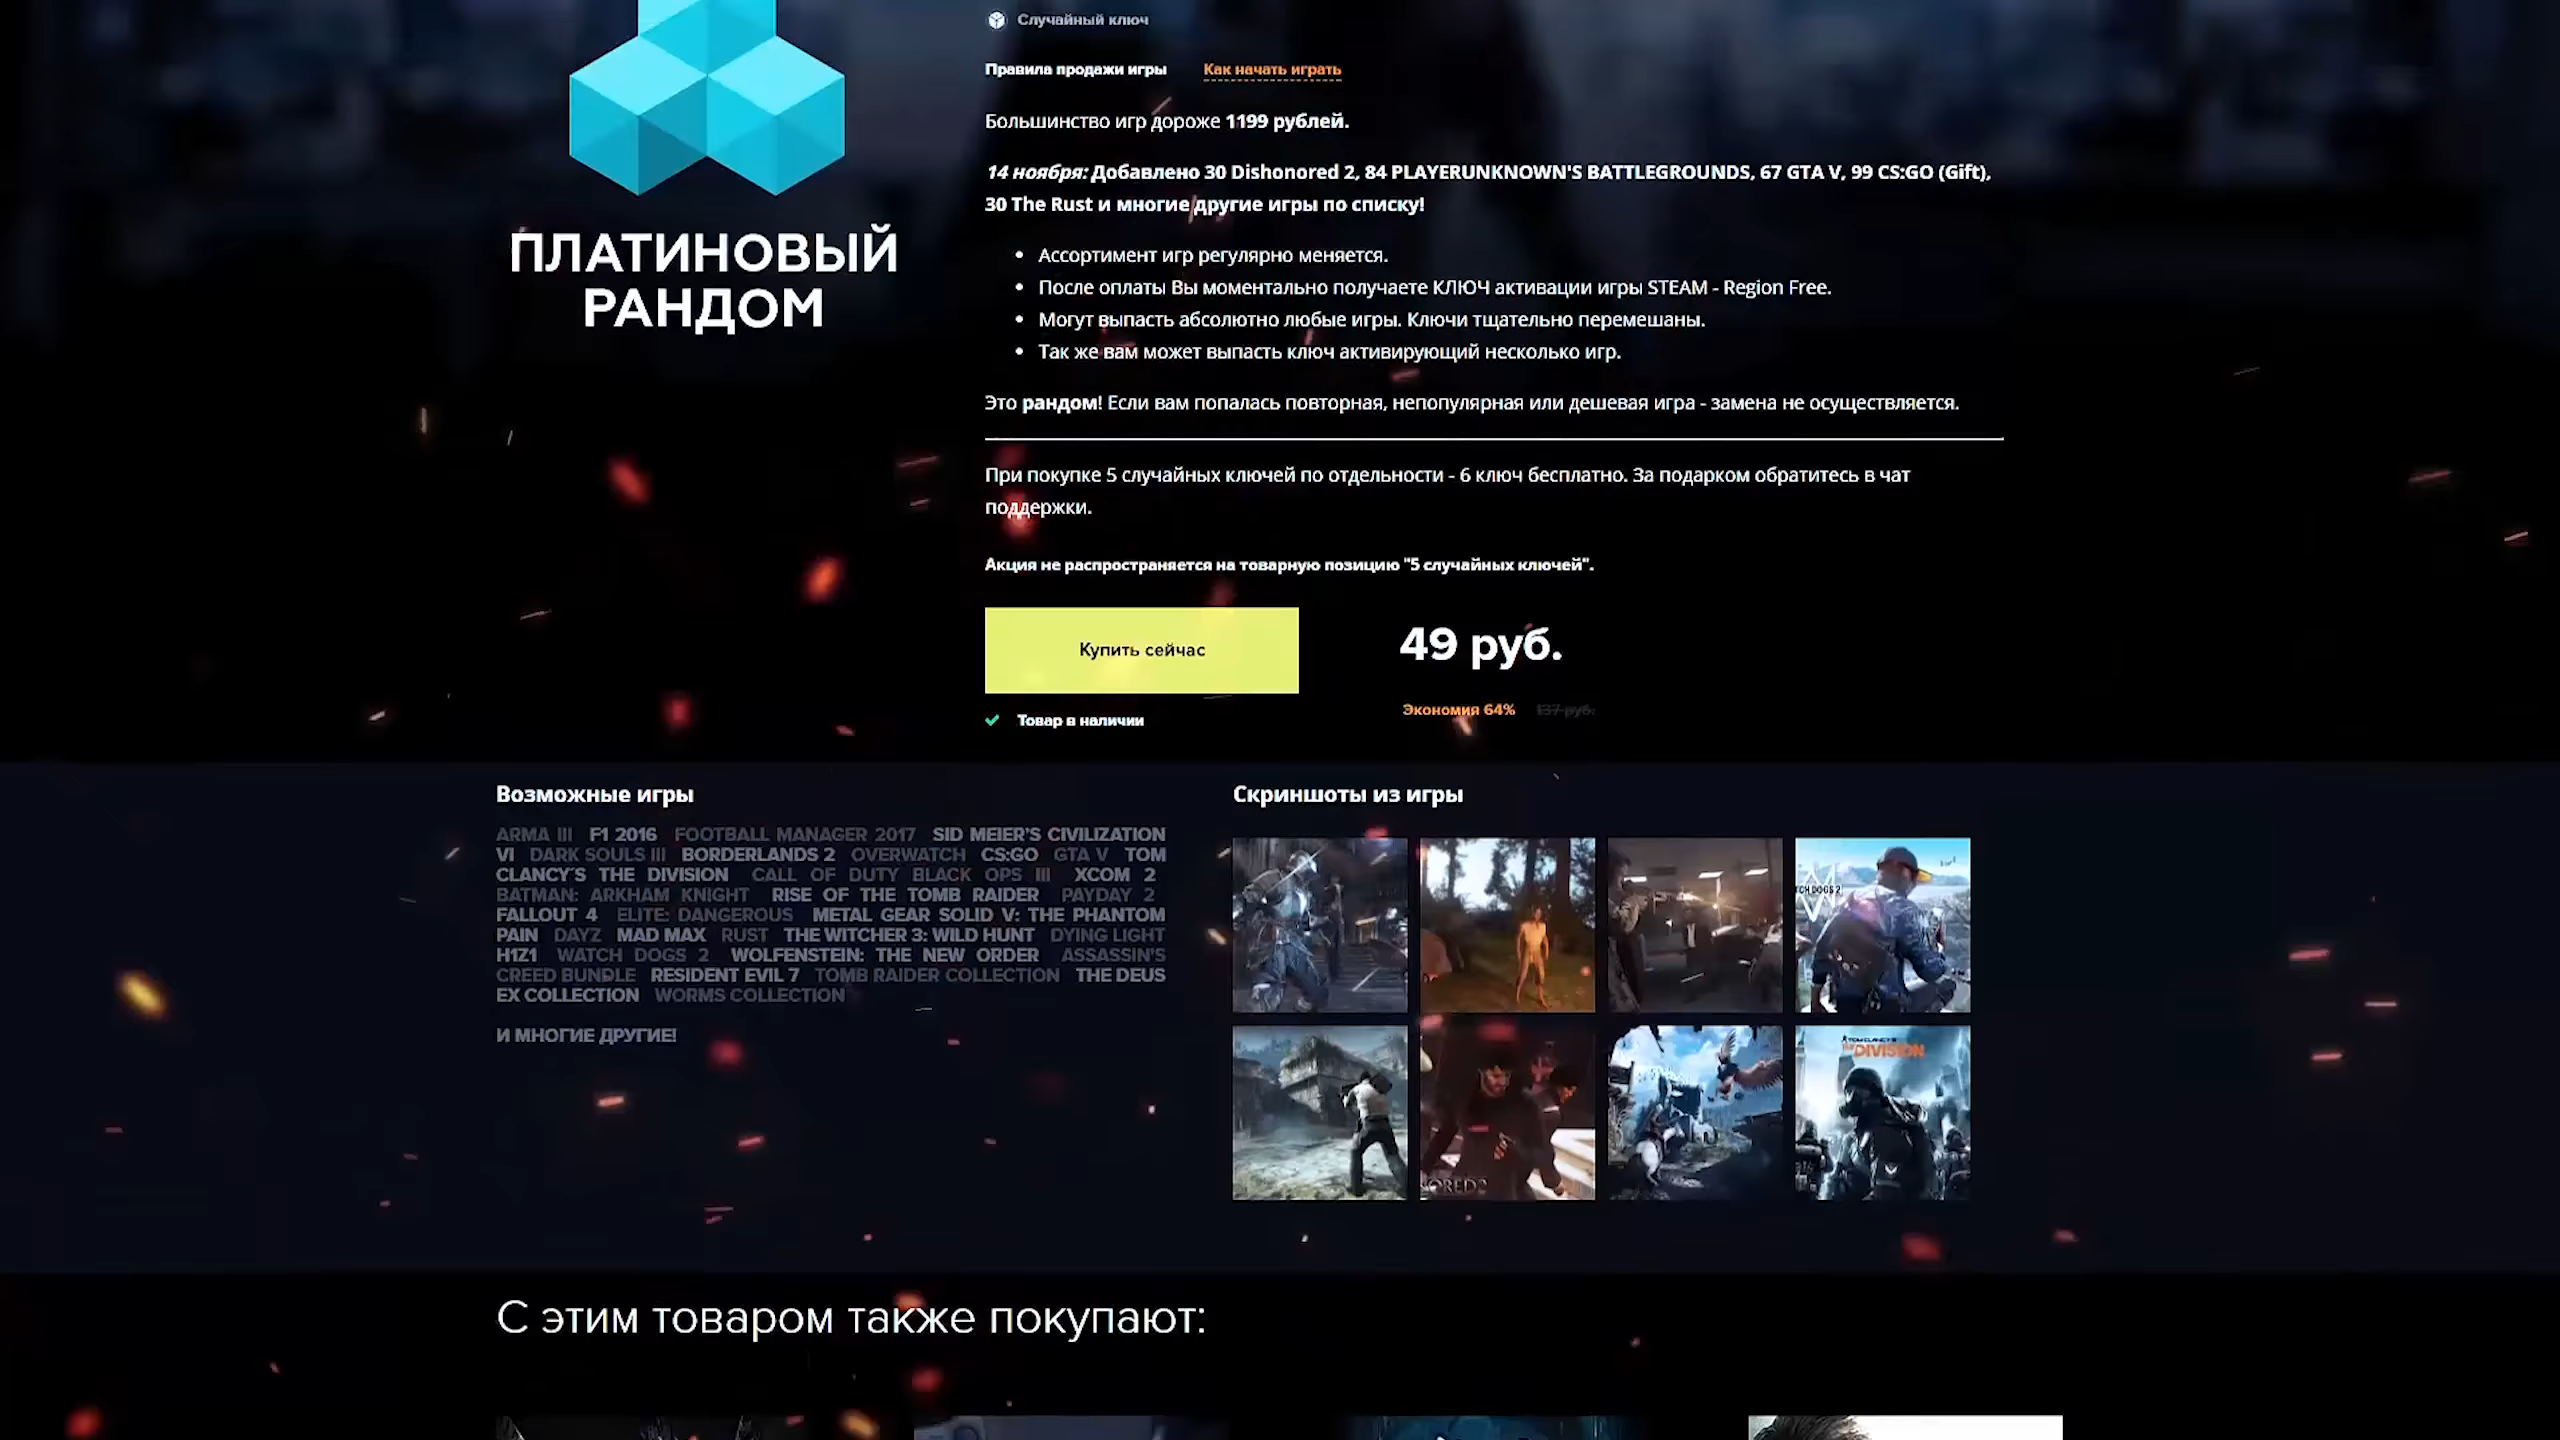 Случайный ключ
Правила продажи игры Как начать играть
Большинство игр дороже 1199 рублей.
14 ноября: Добавлено 30 Dishonored 2, 84 PLAYERUNKNOWN'S BATTLEGROUNDS, 67 GTA V, 99 CS:GO (Gift),
30 The Rust и многие другие игры по списку!
ПЛАТИНОВЫЙ
РАНДОМ
• Ассортимент игр регулярно меняется.
• После оплаты Вы моментально получаете КЛЮЧ активации игры STEAM - Region Free.
• Могут выпасть абсолютно любые игры. Ключи тщательно перемешаны.
• Так же вам может выпасть ключ активирующий несколько игр.
Это рандом! Если вам попалась повторная, непопулярная или дешевая игра - замена не осуществляется.
При покупке 5 случайных ключей по отдельности - 6 ключ бесплатно. За подарком обратитесь в чат
поддержки.
Акция не распространяется на товарную позицию "5 случайных ключей".
Купить сейчас
49 руб.
Экономия 64% 137 руб.
Товар в наличии
Возможные игры
ARMA III F1 2016 FOOTBALL MANAGER 2017 SID MEIER'S CIVILIZATION
VI DARK SOULS III BORDERLANDS 2 OVERWATCH CS:GO GTA V TOM
CLANCY'S THE DIVISION CALL OF DUTY BLACK OPS III XCOM 2
BATMAN: ARKHAM KNIGHT RISE OF THE TOMB RAIDER PAYDAY 2
FALLOUT 4 ELITE: DANGEROUS METAL GEAR SOLID V: THE PHANTOM
PAIN DAYZ MAD MAX RUST THE WITCHER 3: WILD HUNT DYING LIGHT
H1Z1 WATCH DOGS 2 WOLFENSTEIN: THE NEW ORDER ASSASSIN'S
CREED BUNDLE RESIDENT EVIL 7 TOMB RAIDER COLLECTION THE DEUS
EX COLLECTION WORMS COLLECTION
И МНОГИЕ ДРУГИЕ!
Скриншоты из игры
TCH DOGS 2
ORED2
TOM CLANCY'S
THE DIVISION
С этим товаром также покупают: